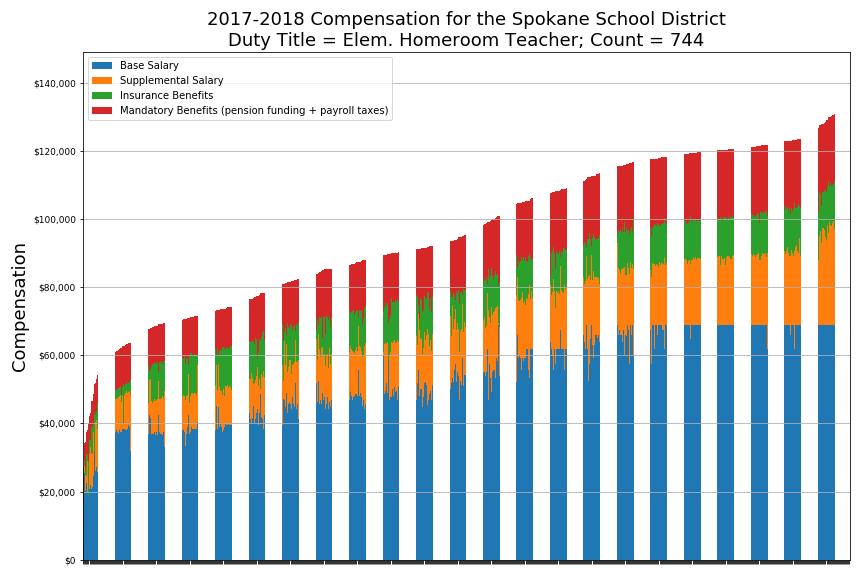 2017-2018 Compensation for the Spokane School District
Duty Title = Elem. Homeroom Teacher; Count = 744
Base Salary
Supplemental Salary
Insurance Benefits
Mandatory Benefits (pension funding + payroll taxes)
$140,000
$120,000
$100,000
$80,000
$60,000
$40,000
$20,000
$0
Compensation